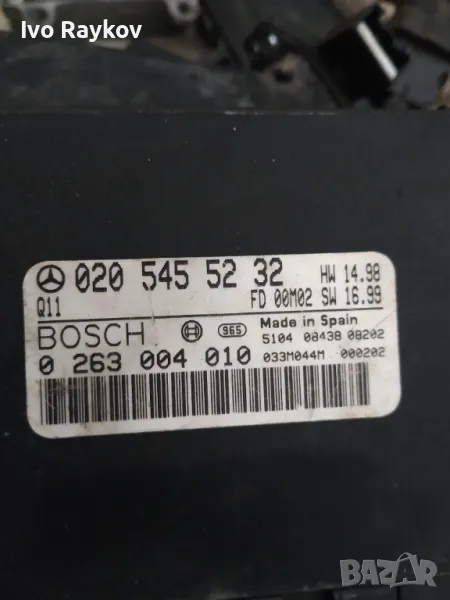 Ivo Raykov
020 545 52 32 HW 14.98
Q11 FD 00M02 SW 16.99
BOSCH 965 Made in Spain
5104 08438 08202
0 263 004 010 033M044M 000202
BAZAR